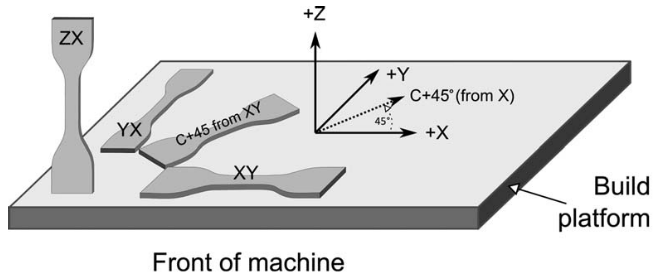 +Z
ZX
+Y
C+45°(from X)
YX
C+45 from XY
45°
+X
XY
Build
platform
Front of machine